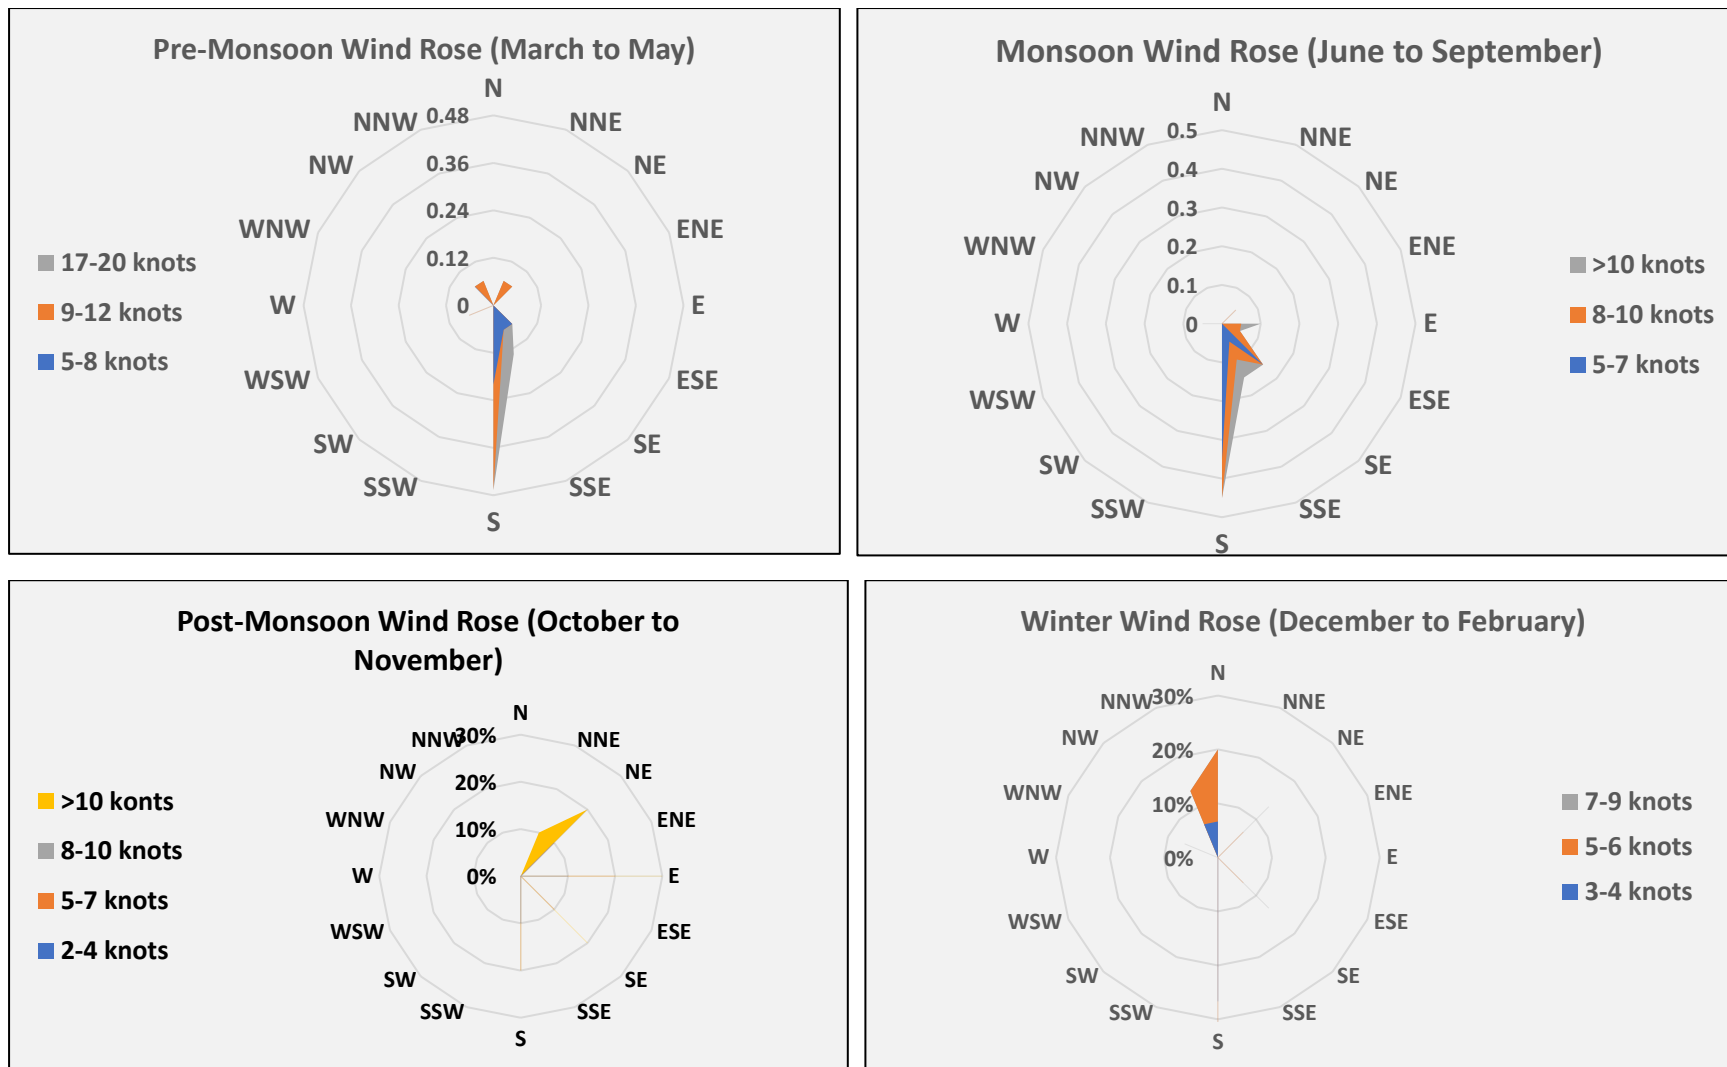 Pre-Monsoon Wind Rose (March to May)
N
NNE
NE
ENE
E
ESE
SE
SSE
S
SSW
SW
WSW
W
WNW
NW
NNW
0.48
0.36
0.24
0.12
0
17-20 knots
9-12 knots
5-8 knots
Monsoon Wind Rose (June to September)
N
NNE
NE
ENE
E
ESE
SE
SSE
S
SSW
SW
WSW
W
WNW
NW
NNW
0.5
0.4
0.3
0.2
0.1
0
>10 knots
8-10 knots
5-7 knots
Post-Monsoon Wind Rose (October to
November)
N
NNE
NE
ENE
E
ESE
SE
SSE
S
SSW
SW
WSW
W
WNW
NW
NNW
30%
20%
10%
0%
>10 konts
8-10 knots
5-7 knots
2-4 knots
Winter Wind Rose (December to February)
N
NNE
NE
ENE
E
ESE
SE
SSE
S
SSW
SW
WSW
W
WNW
NW
NNW
30%
20%
10%
0%
7-9 knots
5-6 knots
3-4 knots